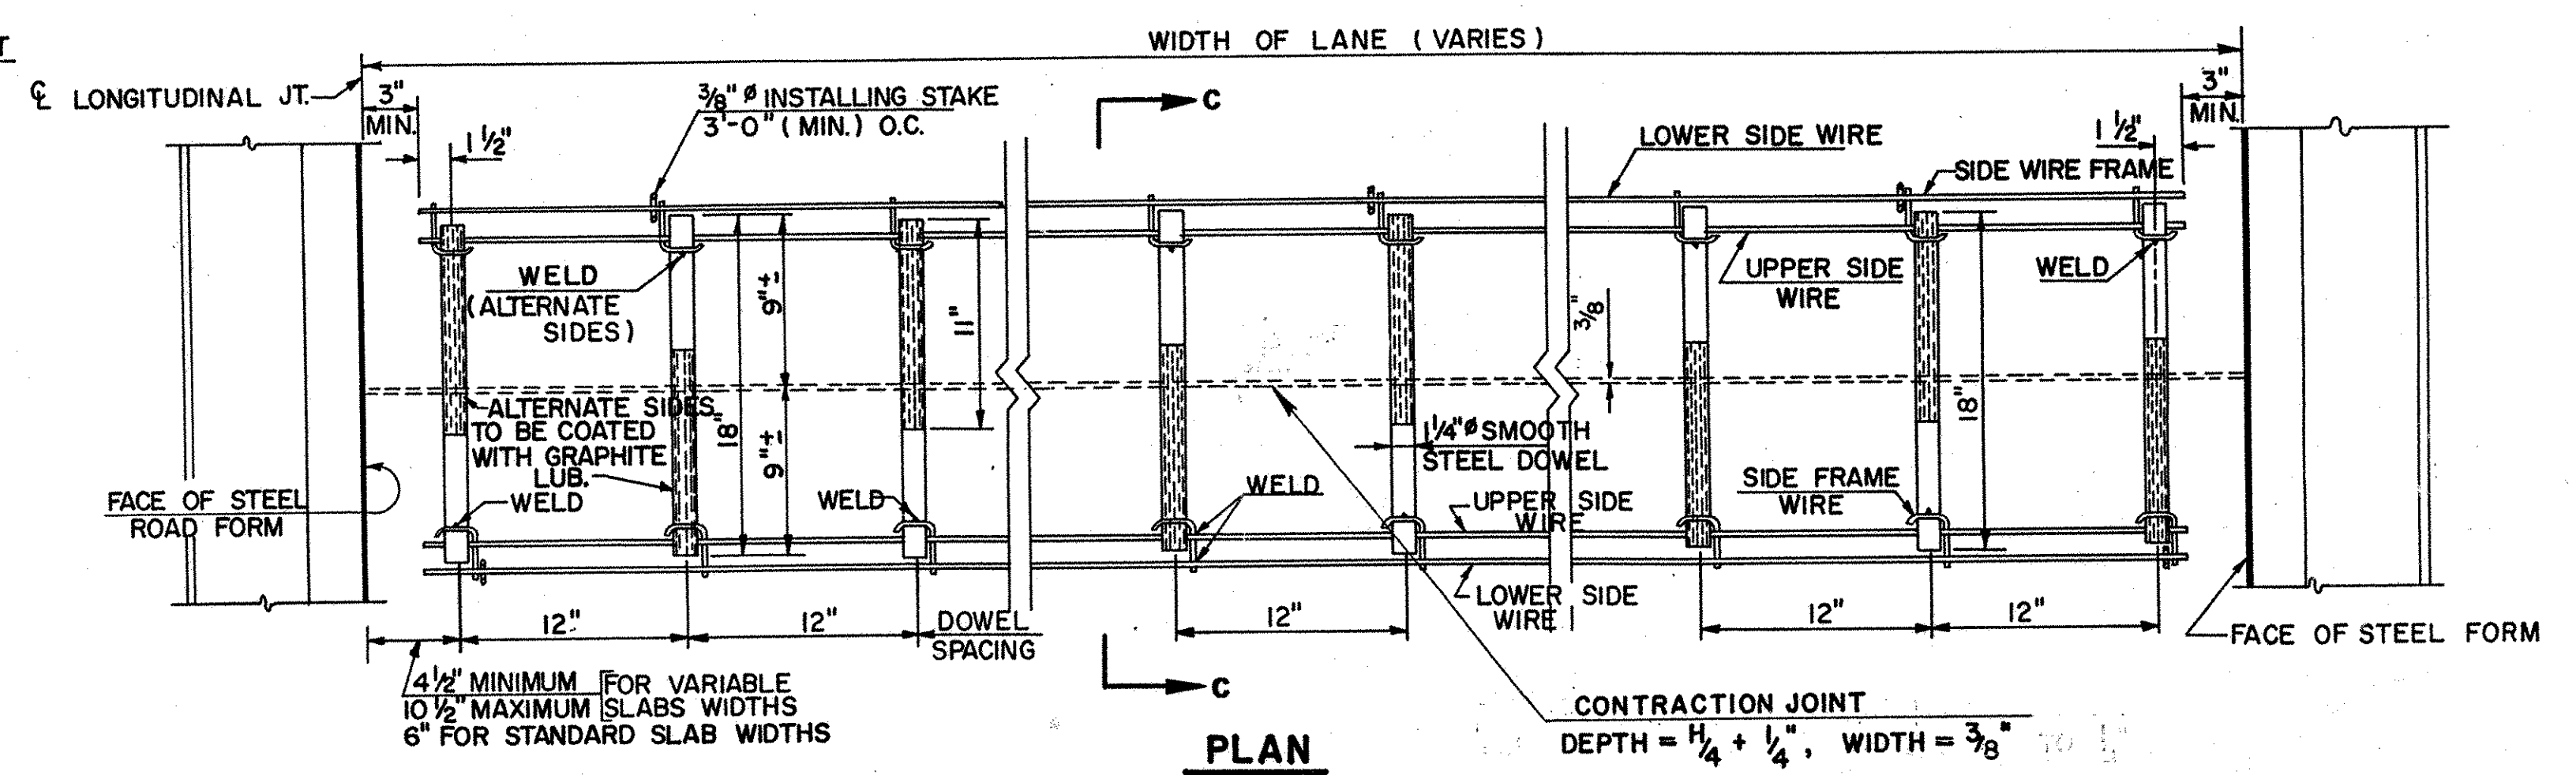 T
WIDTH OF LANE (VARIES)
℄ LONGITUDINAL JT.
3"
MIN.
1 1/2"
3/8" ø INSTALLING STAKE
3'-0" (MIN.) O.C.
C
LOWER SIDE WIRE
SIDE WIRE FRAME
1 1/2"
3"
MIN.
WELD
(ALTERNATE
SIDES)
9"±
18"
9"±
11"
3/8"
UPPER SIDE
WIRE
WELD
18"
ALTERNATE SIDES
TO BE COATED
WITH GRAPHITE
LUB.
WELD
FACE OF STEEL
ROAD FORM
WELD
WELD
1 1/4" ø SMOOTH
STEEL DOWEL
UPPER SIDE
WIRE
SIDE FRAME
WIRE
LOWER SIDE
WIRE
12"
12"
DOWEL
SPACING
12"
12"
12"
FACE OF STEEL FORM
4 1/2" MINIMUM FOR VARIABLE
10 1/2" MAXIMUM SLABS WIDTHS
6" FOR STANDARD SLAB WIDTHS
C
CONTRACTION JOINT
DEPTH = H/4 + 1/4", WIDTH = 3/8"
PLAN